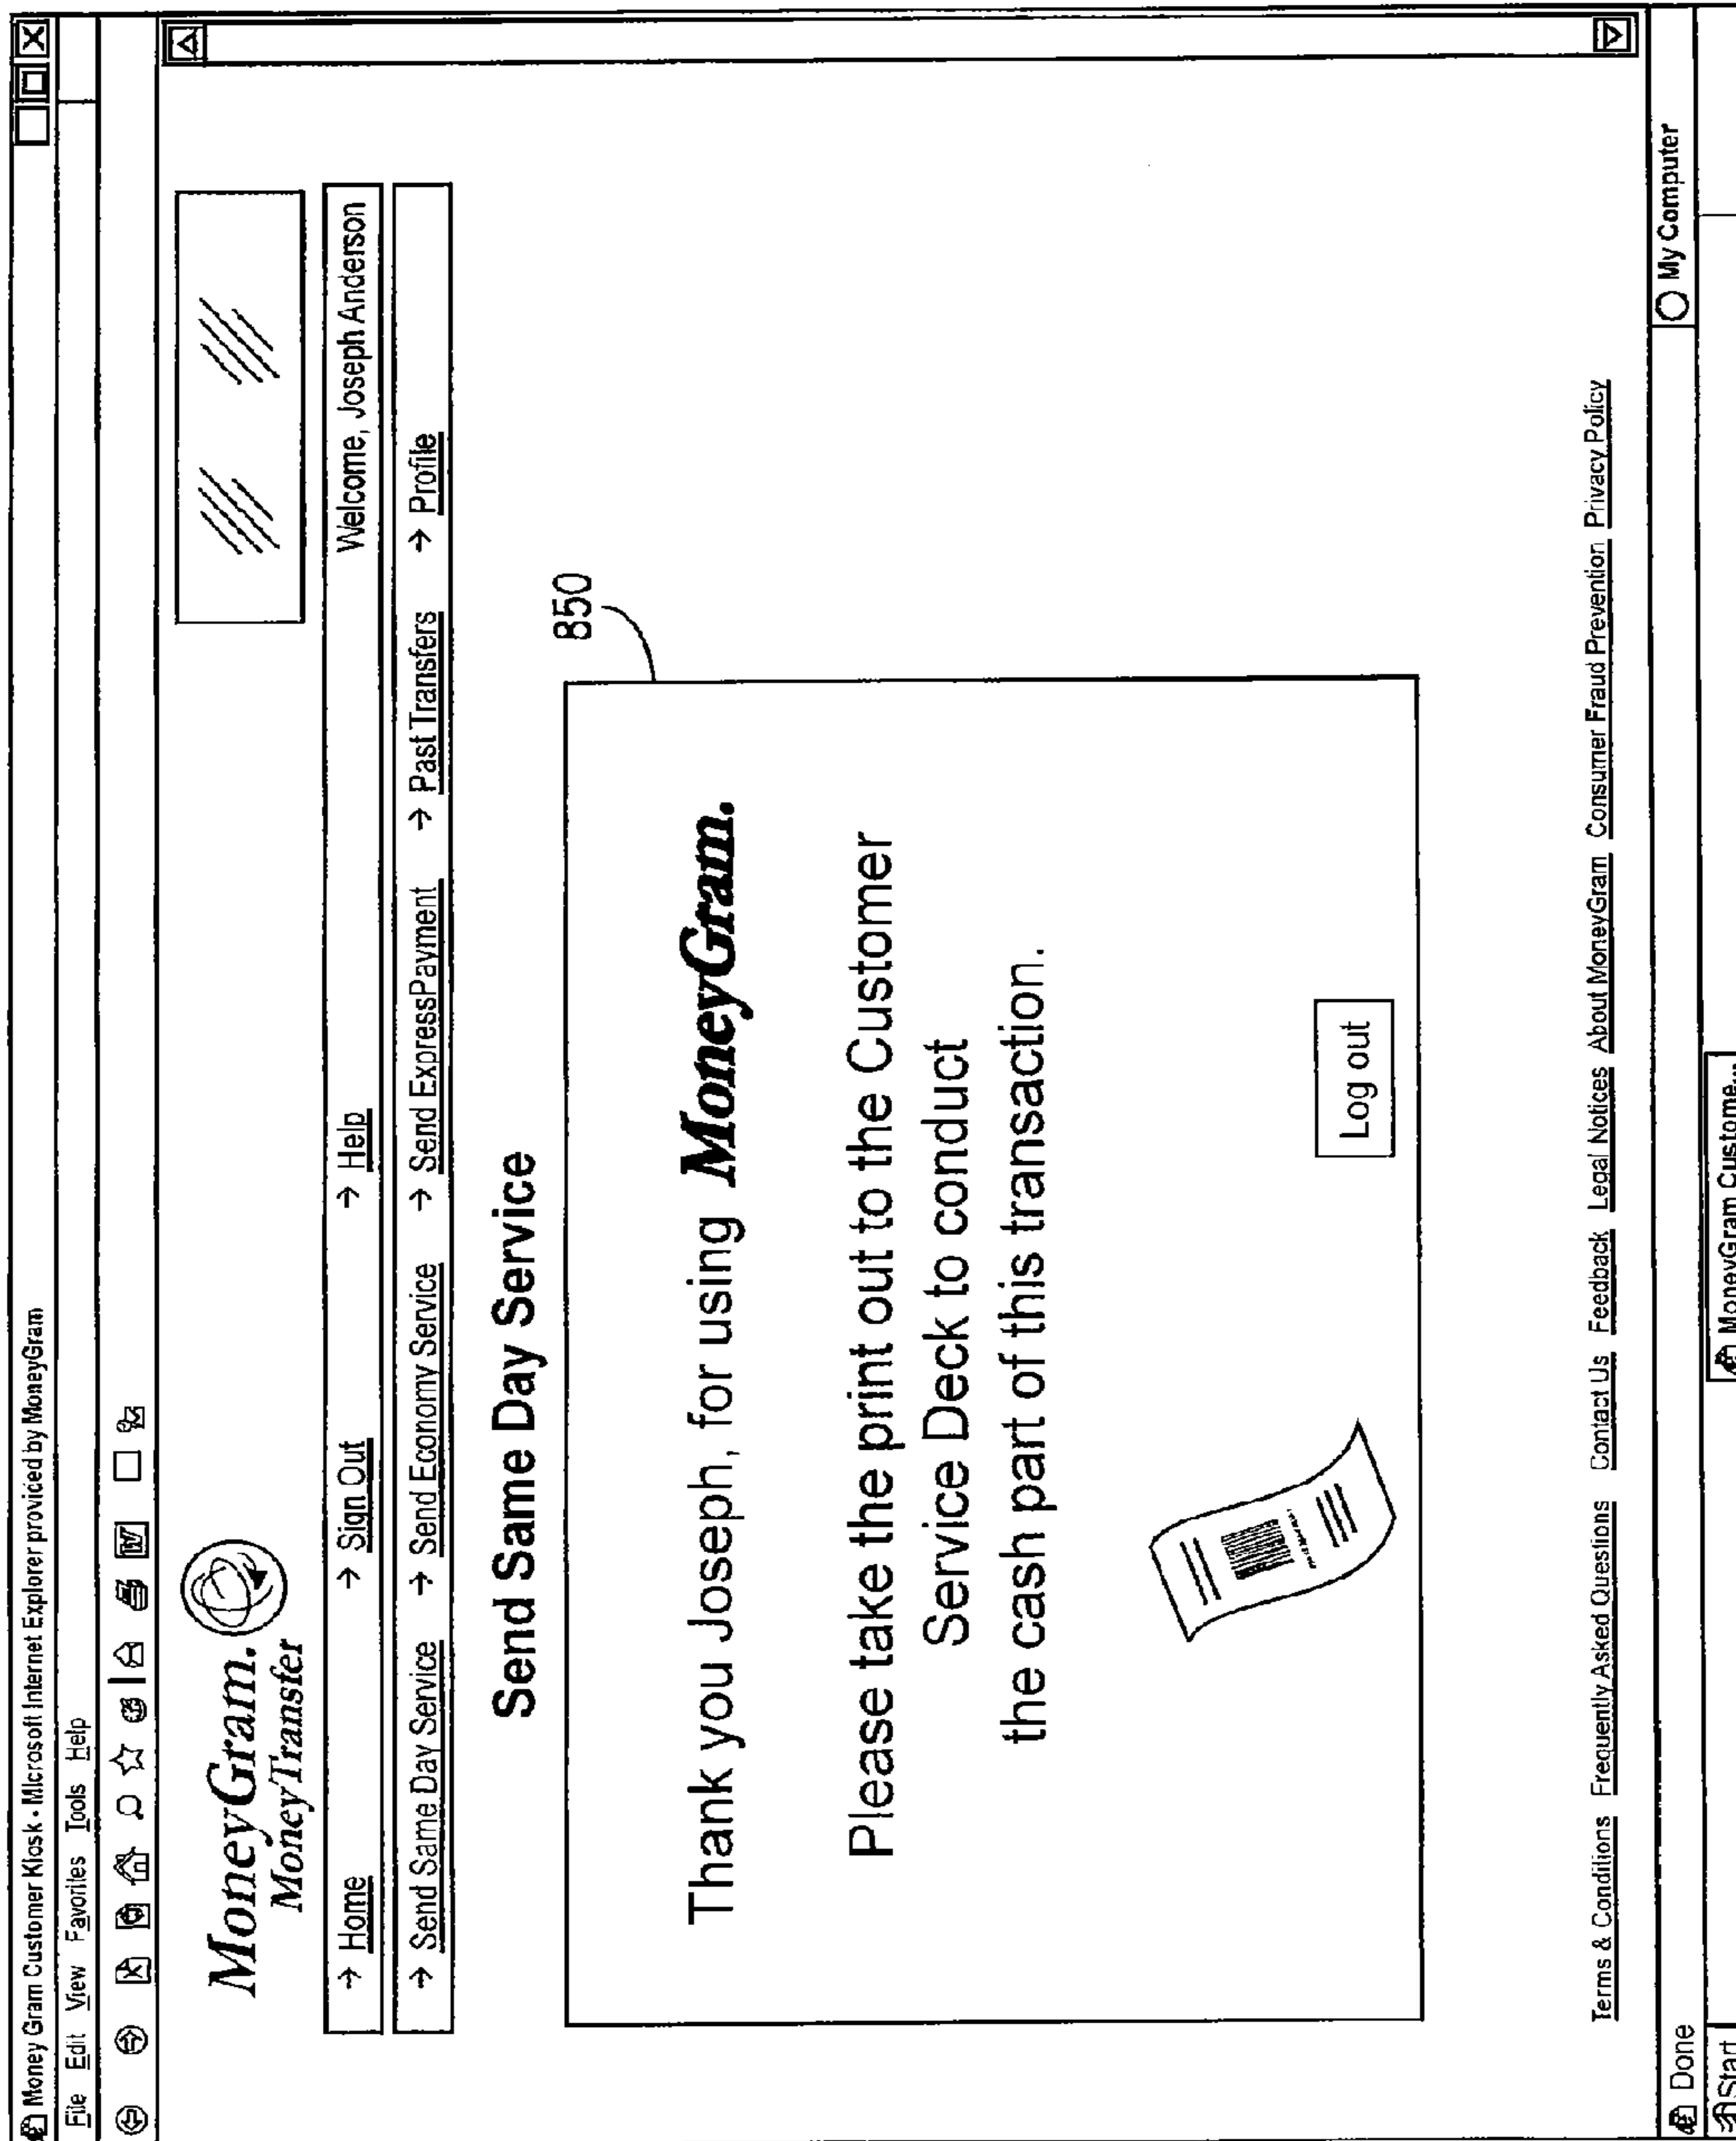 Money Gram Customer Kiosk - Microsoft Internet Explorer provided by MoneyGram
File Edit View Favorites Tools Help
W
MoneyGram.
MoneyTransfer
→ Home → Sign Out → Help Welcome, Joseph Anderson
→ Send Same Day Service → Send Economy Service → Send ExpressPayment → Past Transfers → Profile
Send Same Day Service
850
Thank you Joseph, for using MoneyGram.
Please take the print out to the Customer
Service Deck to conduct
the cash part of this transaction.
Log out
Terms & Conditions Frequently Asked Questions Contact Us Feedback Legal Notices About MoneyGram Consumer Fraud Prevention Privacy Policy
Done My Computer
Start MoneyGram Custome...